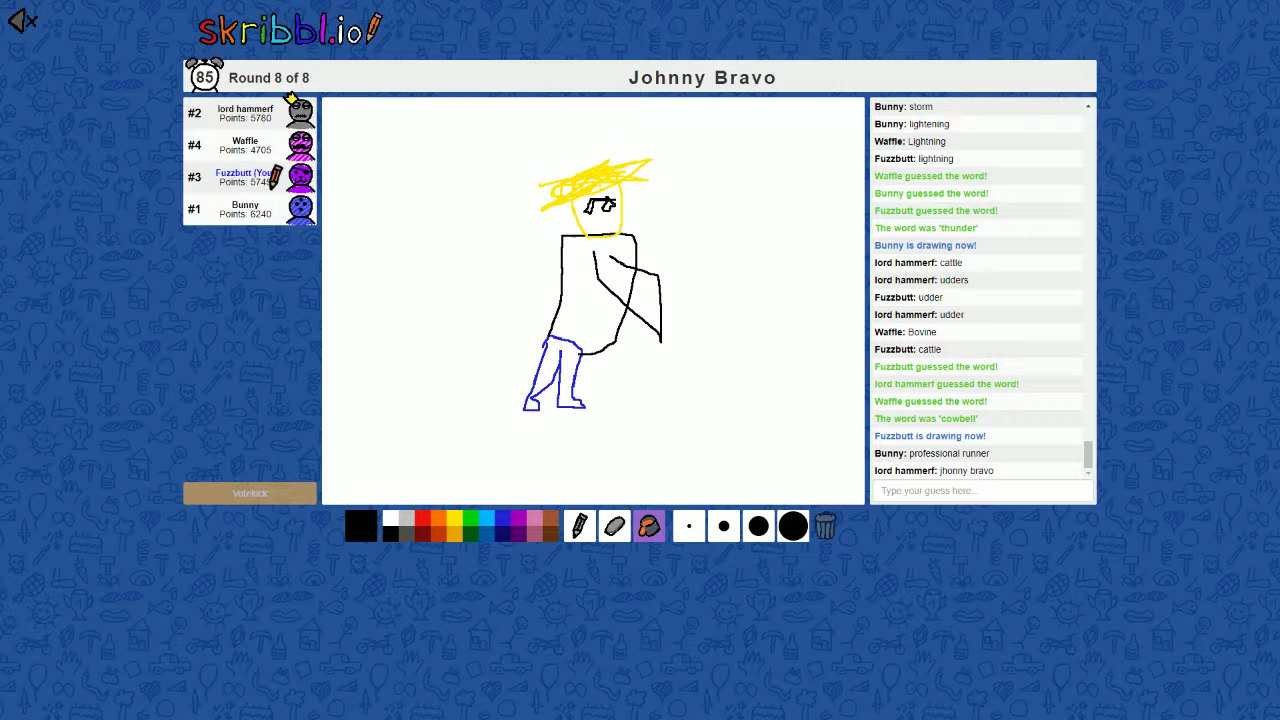 skribbl.io
85
Round 8 of 8
Johnny Bravo
#2
lord hammerf
Points: 5780
#4
Waffle
Points: 4705
#3
Fuzzbutt (You
Points: 574
#1
Bunny
Points: 6240
Votekick
Bunny: storm
Bunny: lightening
Waffle: Lightning
Fuzzbutt: lightning
Waffle guessed the word!
Bunny guessed the word!
Fuzzbutt guessed the word!
The word was 'thunder'
Bunny is drawing now!
lord hammerf: cattle
lord hammerf: udders
Fuzzbutt: udder
lord hammerf: udder
Waffle: Bovine
Fuzzbutt: cattle
Fuzzbutt guessed the word!
lord hammerf guessed the word!
Waffle guessed the word!
The word was 'cowbell'
Fuzzbutt is drawing now!
Bunny: professional runner
lord hammerf: jhonny bravo
Type your guess here...